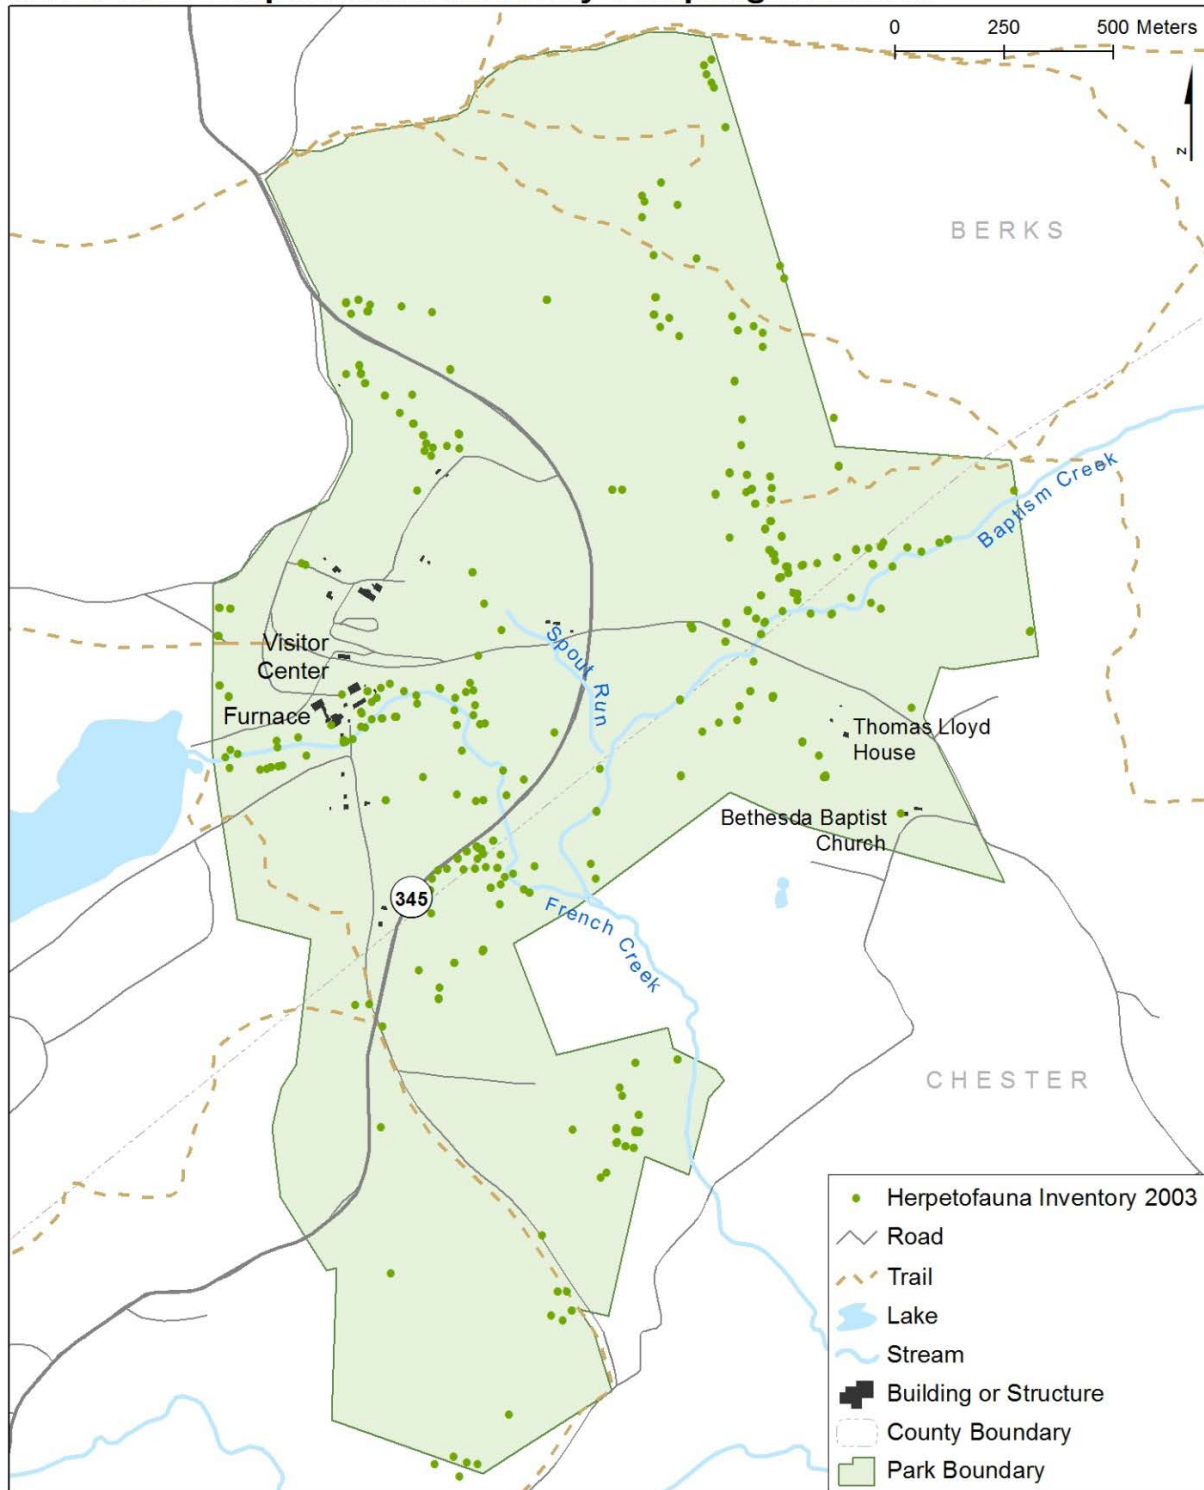 0 250 500 Meters
z
BERKS
Baptism Creek
Visitor
Center
Spout Run
Furnace
Thomas Lloyd
House
Bethesda Baptist
Church
345
French Creek
CHESTER
Herpetofauna Inventory 2003
Road
Trail
Lake
Stream
Building or Structure
County Boundary
Park Boundary